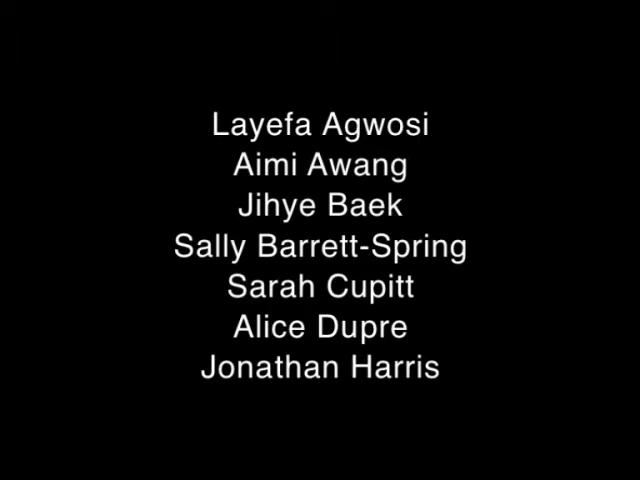 Layefa Agwosi
Aimi Awang
Jihye Baek
Sally Barrett-Spring
Sarah Cupitt
Alice Dupre
Jonathan Harris